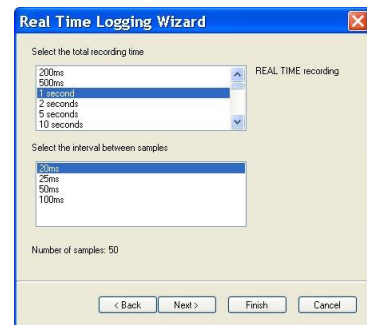 Real Time Logging Wizard
Select the total recording time
200ms
500ms
1 second
2 seconds
5 seconds
10 seconds
REAL TIME recording
Select the interval between samples
20ms
25ms
50ms
100ms
Number of samples: 50
< Back
Next >
Finish
Cancel